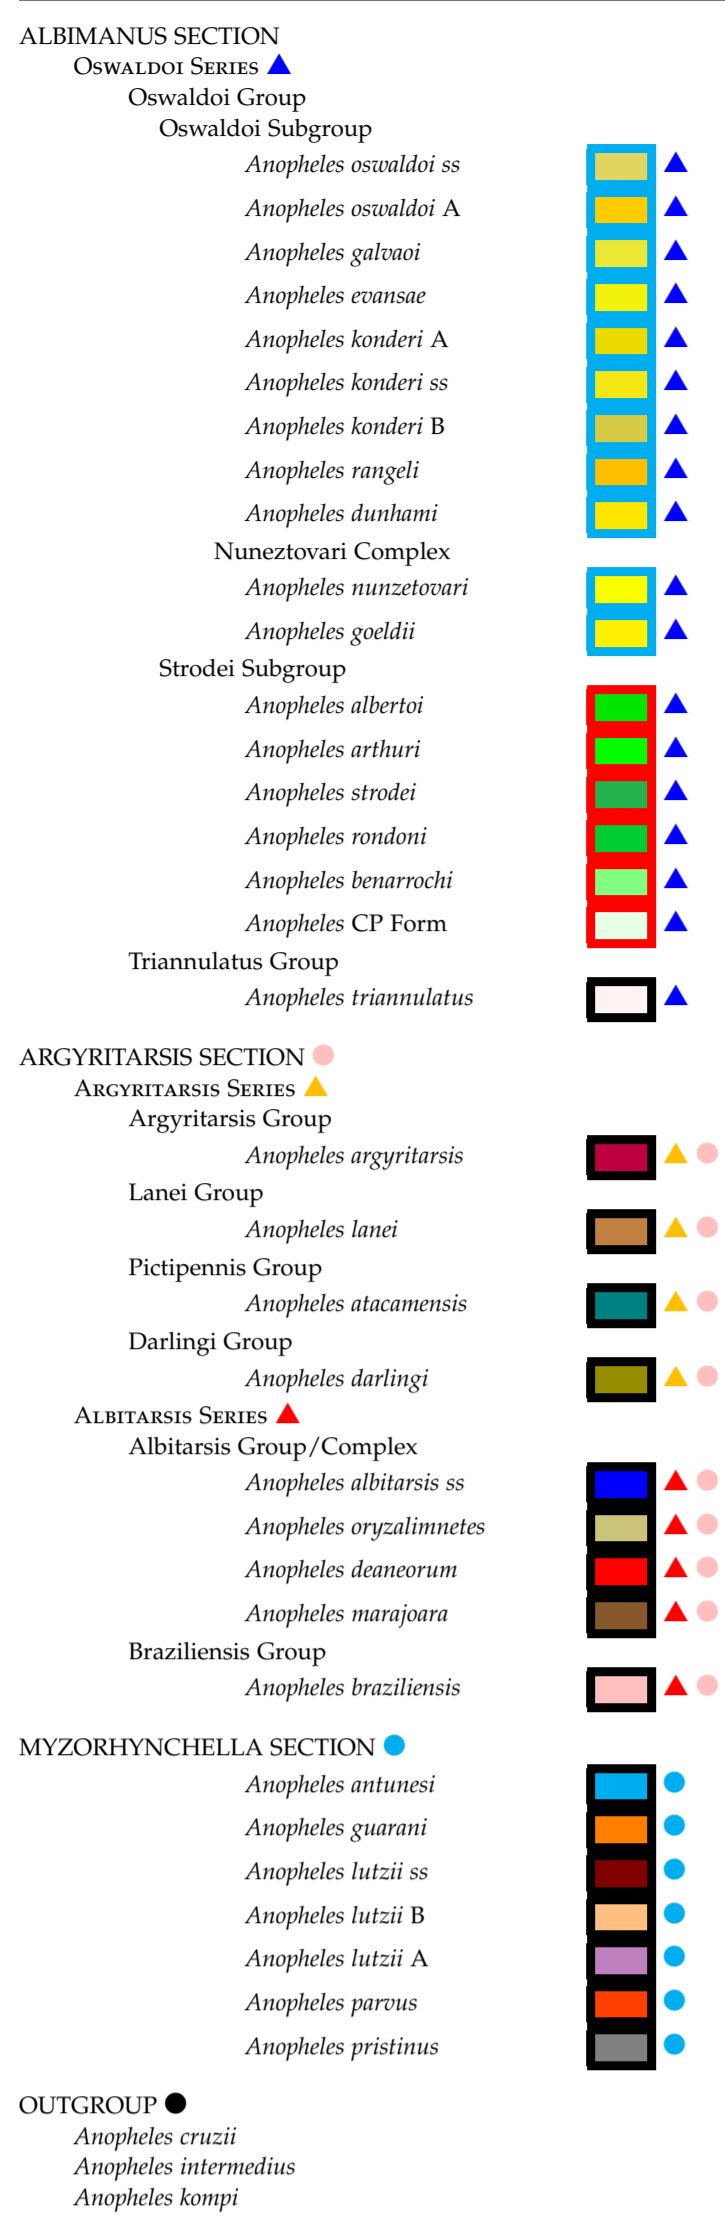 ALBIMANUS SECTION
OSWALDOI SERIES
Oswaldoi Group
Oswaldoi Subgroup
Anopheles oswaldoi ss
Anopheles oswaldoi A
Anopheles galvaoi
Anopheles evansae
Anopheles konderi A
Anopheles konderi ss
Anopheles konderi B
Anopheles rangeli
Anopheles dunhami
Nuneztovari Complex
Anopheles nunzetovari
Anopheles goeldii
Strodei Subgroup
Anopheles albertoi
Anopheles arthuri
Anopheles strodei
Anopheles rondoni
Anopheles benarrochi
Anopheles CP Form
Triannulatus Group
Anopheles triannulatus
ARGYRITARSIS SECTION
ARGYRITARSIS SERIES
Argyritarsis Group
Anopheles argyritarsis
Lanei Group
Anopheles lanei
Pictipennis Group
Anopheles atacamensis
Darlingi Group
Anopheles darlingi
ALBITARSIS SERIES
Albitarsis Group/Complex
Anopheles albitarsis ss
Anopheles oryzalimnetes
Anopheles deaneorum
Anopheles marajoara
Braziliensis Group
Anopheles braziliensis
MYZORHYNCHELLA SECTION
Anopheles antunesi
Anopheles guarani
Anopheles lutzii ss
Anopheles lutzii B
Anopheles lutzii A
Anopheles parvus
Anopheles pristinus
OUTGROUP
Anopheles cruzii
Anopheles intermedius
Anopheles kompi